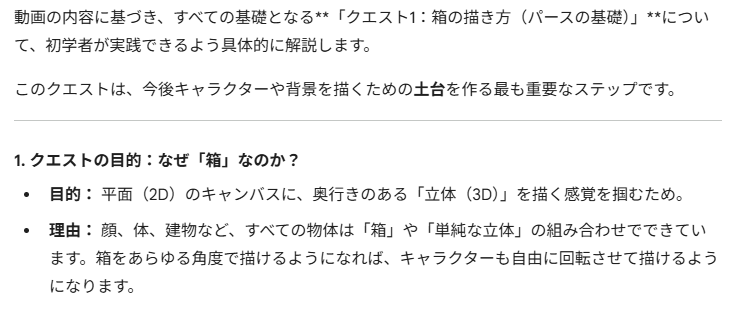 動画の内容に基づき、すべての基礎となる**「クエスト1：箱の描き方（パースの基礎）」**につい
て、初学者が実践できるよう具体的に解説します。
このクエストは、今後キャラクターや背景を描くための土台を作る最も重要なステップです。
1. クエストの目的：なぜ「箱」なのか？
• 目的： 平面（2D）のキャンバスに、奥行きのある「立体（3D）」を描く感覚を掴むため。
• 理由： 顔、体、建物など、すべての物体は「箱」や「単純な立体」の組み合わせでできてい
ます。箱をあらゆる角度で描けるようになれば、キャラクターも自由に回転させて描けるよう
になります。